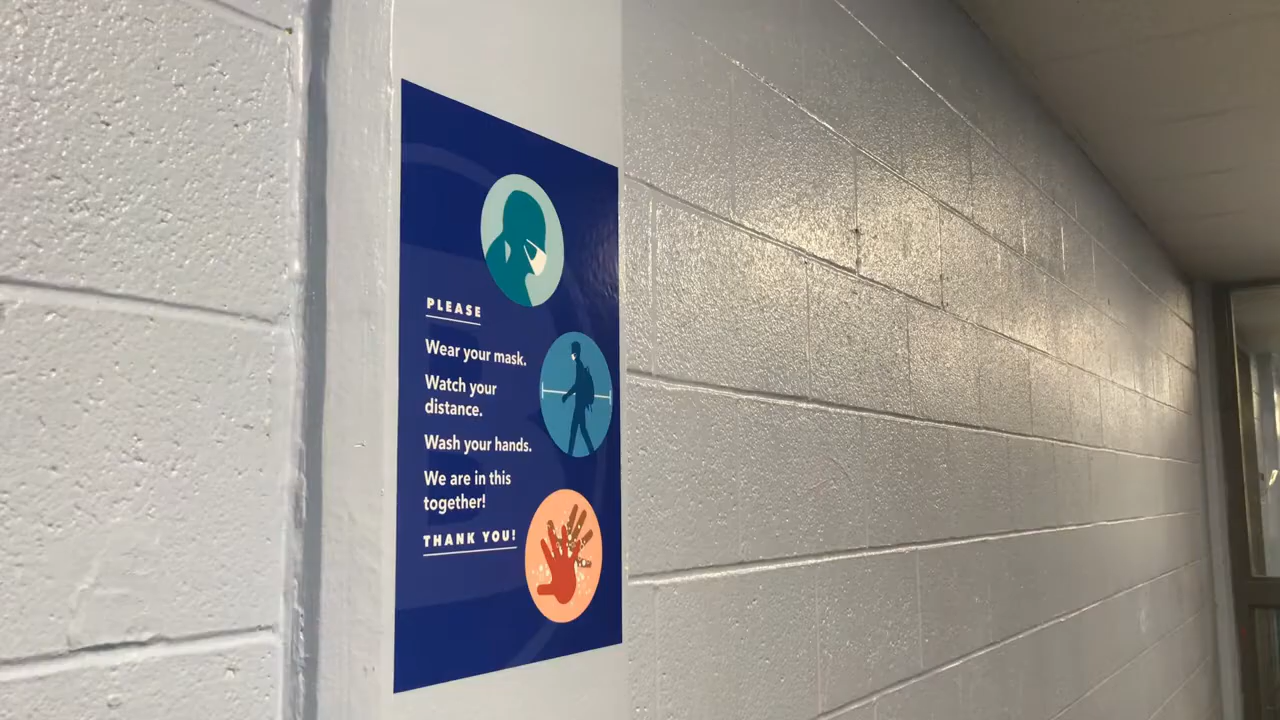 PLEASE
Wear your mask.
Watch your
distance.
Wash your hands.
We are in this
together!
THANK YOU!